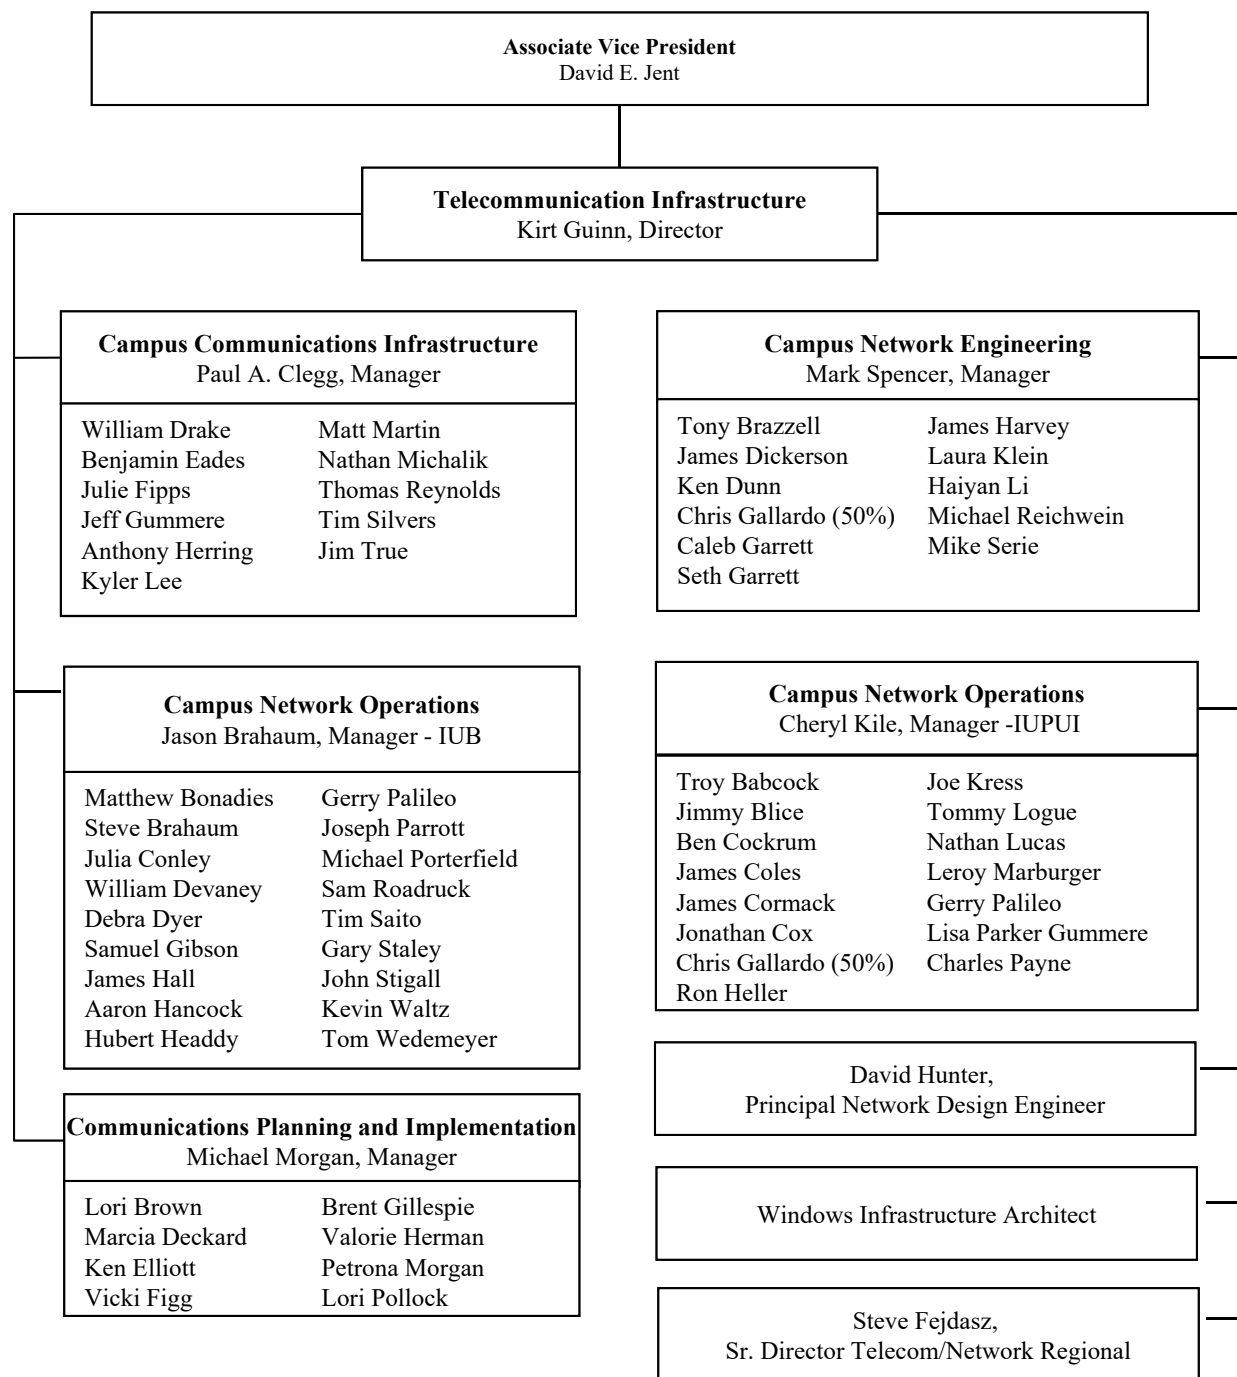 Associate Vice President
David E. Jent
Telecommunication Infrastructure
Kirt Guinn, Director
Campus Communications Infrastructure
Paul A. Clegg, Manager
William Drake
Benjamin Eades
Julie Fipps
Jeff Gummere
Anthony Herring
Kyler Lee
Matt Martin
Nathan Michalik
Thomas Reynolds
Tim Silvers
Jim True
Campus Network Engineering
Mark Spencer, Manager
Tony Brazzell
James Dickerson
Ken Dunn
Chris Gallardo (50%)
Caleb Garrett
Seth Garrett
James Harvey
Laura Klein
Haiyan Li
Michael Reichwein
Mike Serie
Campus Network Operations
Jason Brahaum, Manager - IUB
Matthew Bonadies
Steve Brahaum
Julia Conley
William Devaney
Debra Dyer
Samuel Gibson
James Hall
Aaron Hancock
Hubert Headdy
Gerry Palileo
Joseph Parrott
Michael Porterfield
Sam Roadruck
Tim Saito
Gary Staley
John Stigall
Kevin Waltz
Tom Wedemeyer
Campus Network Operations
Cheryl Kile, Manager -IUPUI
Troy Babcock
Jimmy Blice
Ben Cockrum
James Coles
James Cormack
Jonathan Cox
Chris Gallardo (50%)
Ron Heller
Joe Kress
Tommy Logue
Nathan Lucas
Leroy Marburger
Gerry Palileo
Lisa Parker Gummere
Charles Payne
Communications Planning and Implementation
Michael Morgan, Manager
Lori Brown
Marcia Deckard
Ken Elliott
Vicki Figg
Brent Gillespie
Valorie Herman
Petrona Morgan
Lori Pollock
David Hunter,
Principal Network Design Engineer
Windows Infrastructure Architect
Steve Fejdasz,
Sr. Director Telecom/Network Regional